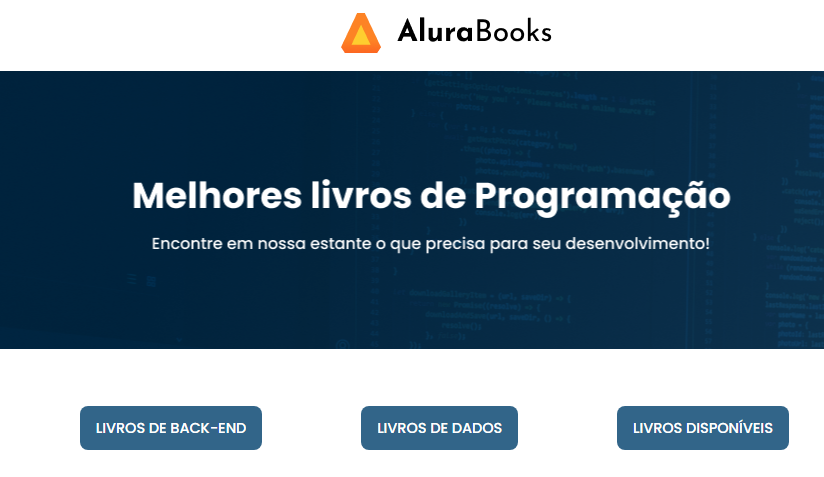 AluraBooks
Melhores livros de Programação
Encontre em nossa estante o que precisa para seu desenvolvimento!
LIVROS DE BACK-END
LIVROS DE DADOS
LIVROS DISPONÍVEIS